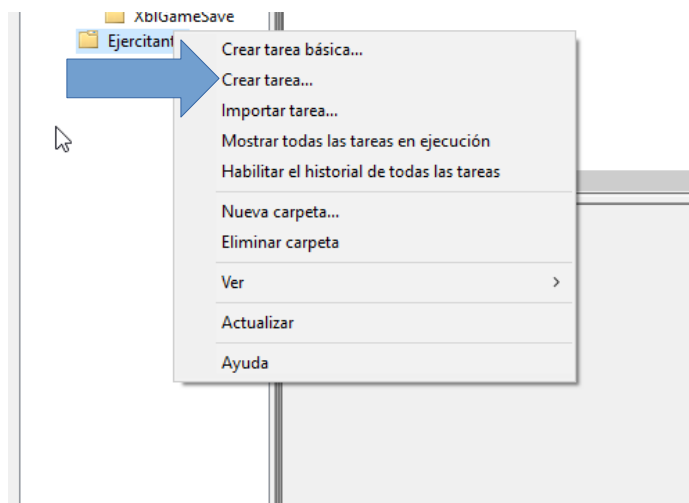 XblGameSave
Ejercitant
Crear tarea básica...
Crear tarea...
Importar tarea...
Mostrar todas las tareas en ejecución
Habilitar el historial de todas las tareas
Nueva carpeta...
Eliminar carpeta
Ver
Actualizar
Ayuda